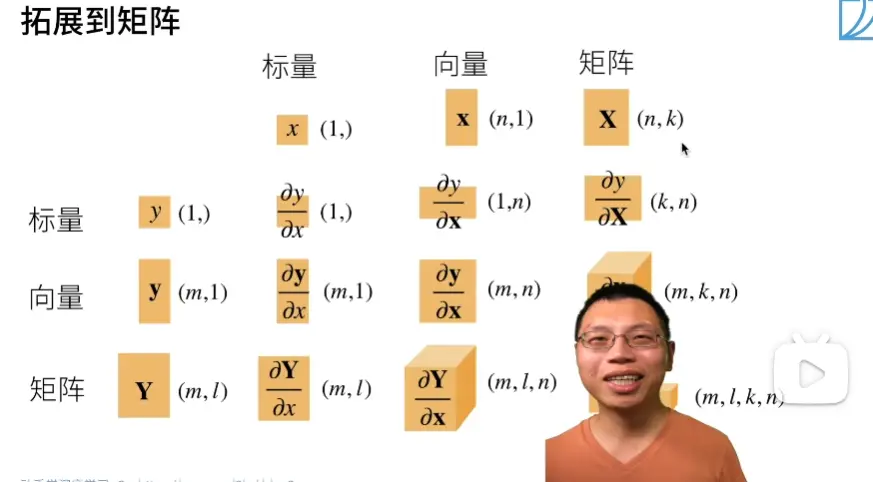 拓展到矩阵
标量 向量 矩阵
x (1,) x (n,1) X (n, k)
标量 y (1,) ∂y/∂x (1,) ∂y/∂x (1,n) ∂y/∂X (k, n)
向量 y (m,1) ∂y/∂x (m,1) ∂y/∂x (m, n) (m, k, n)
矩阵 Y (m, l) ∂Y/∂x (m, l) ∂Y/∂x (m, l, n) (m, l, k, n)